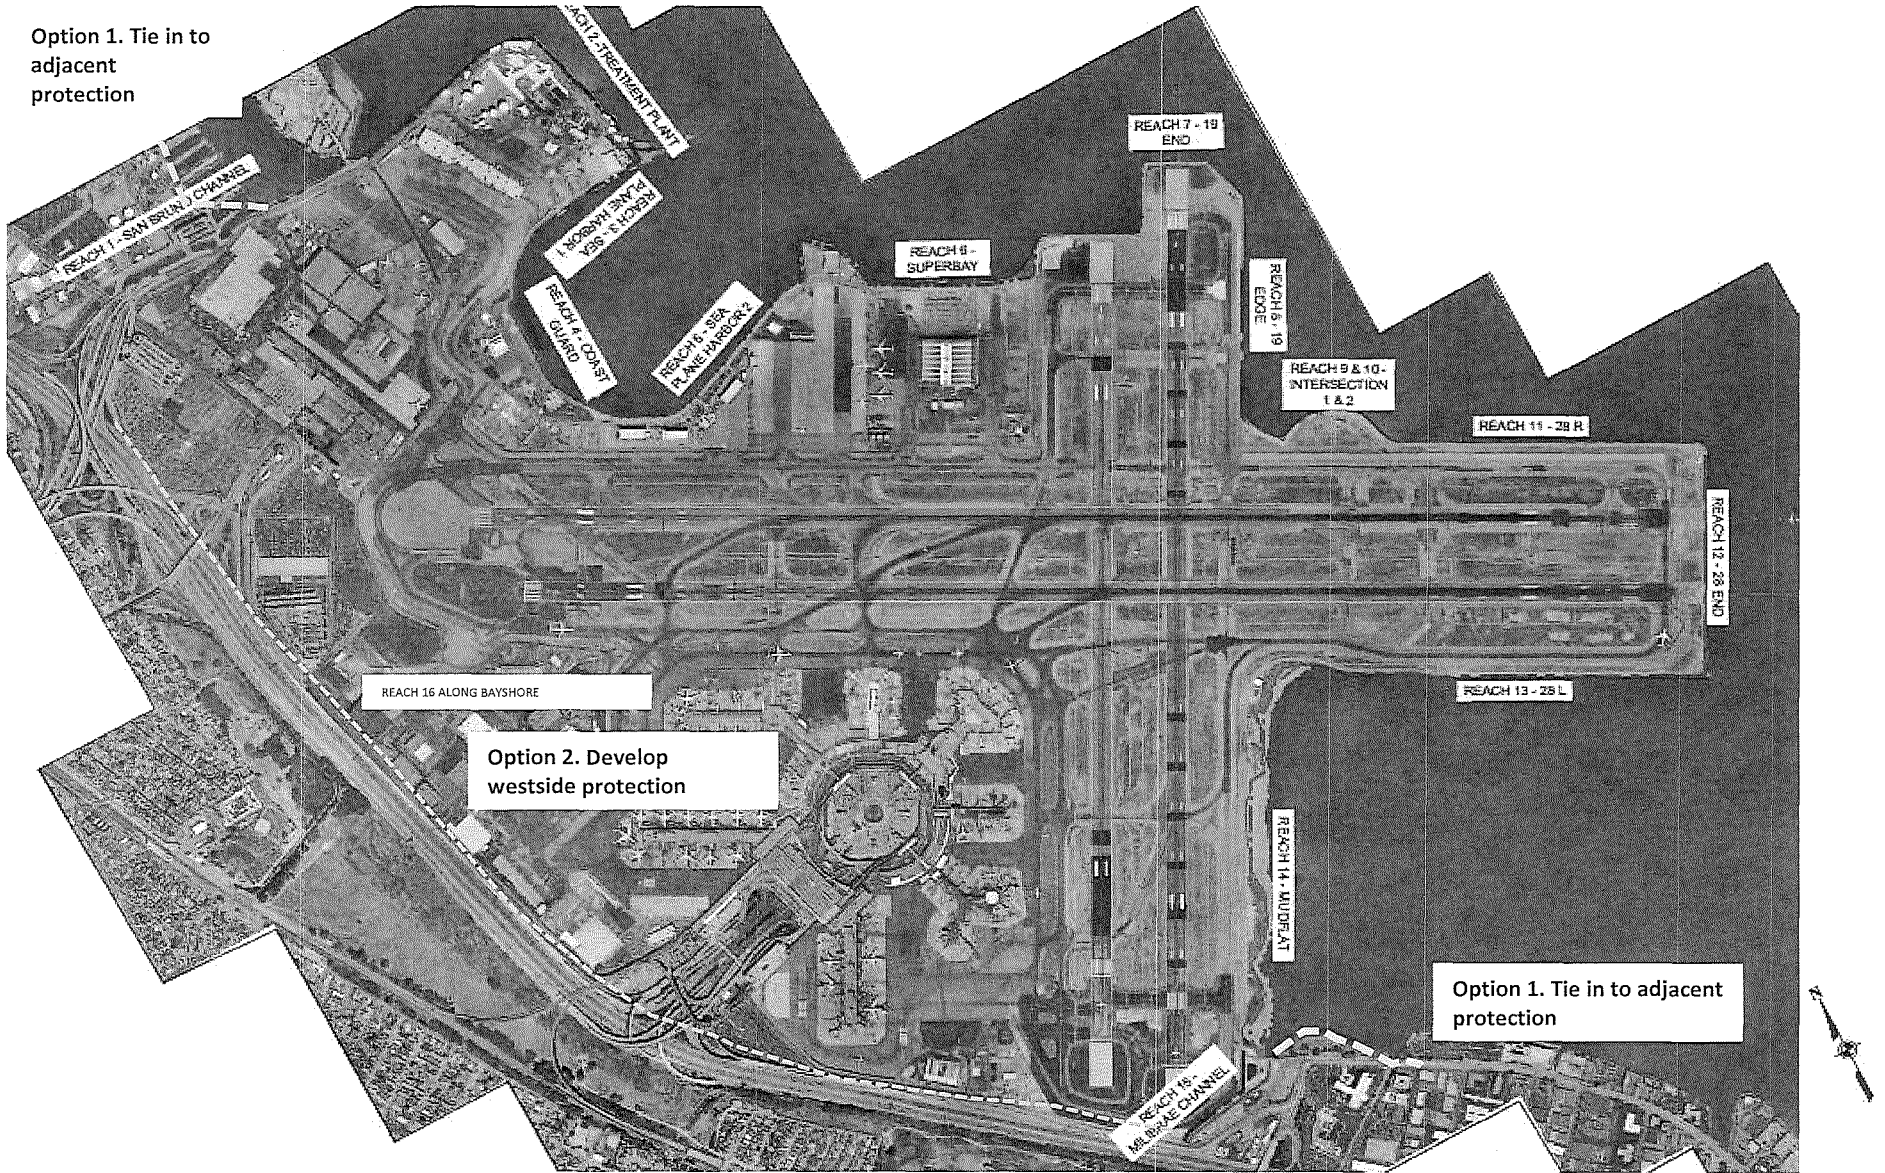 Option 1. Tie in to
adjacent
protection
REACH 1 - SAN BRUNO CHANNEL
REACH 2 - TREATMENT PLANT
REACH 3 - SEA
PLANE HARBOR 1
REACH 4 - COAST
GUARD
REACH 5 - SEA
PLANE HARBOR 2
REACH 6 -
SUPERBAY
REACH 7 - 19
END
REACH 8 - 19
EDGE
REACH 9 & 10 -
INTERSECTION
1 & 2
REACH 11 - 28 R
REACH 12 - 28 END
REACH 13 - 28 L
REACH 14 - MUDFLAT
REACH 15 -
MILLBRAE CHANNEL
REACH 16 ALONG BAYSHORE
Option 2. Develop
westside protection
Option 1. Tie in to adjacent
protection